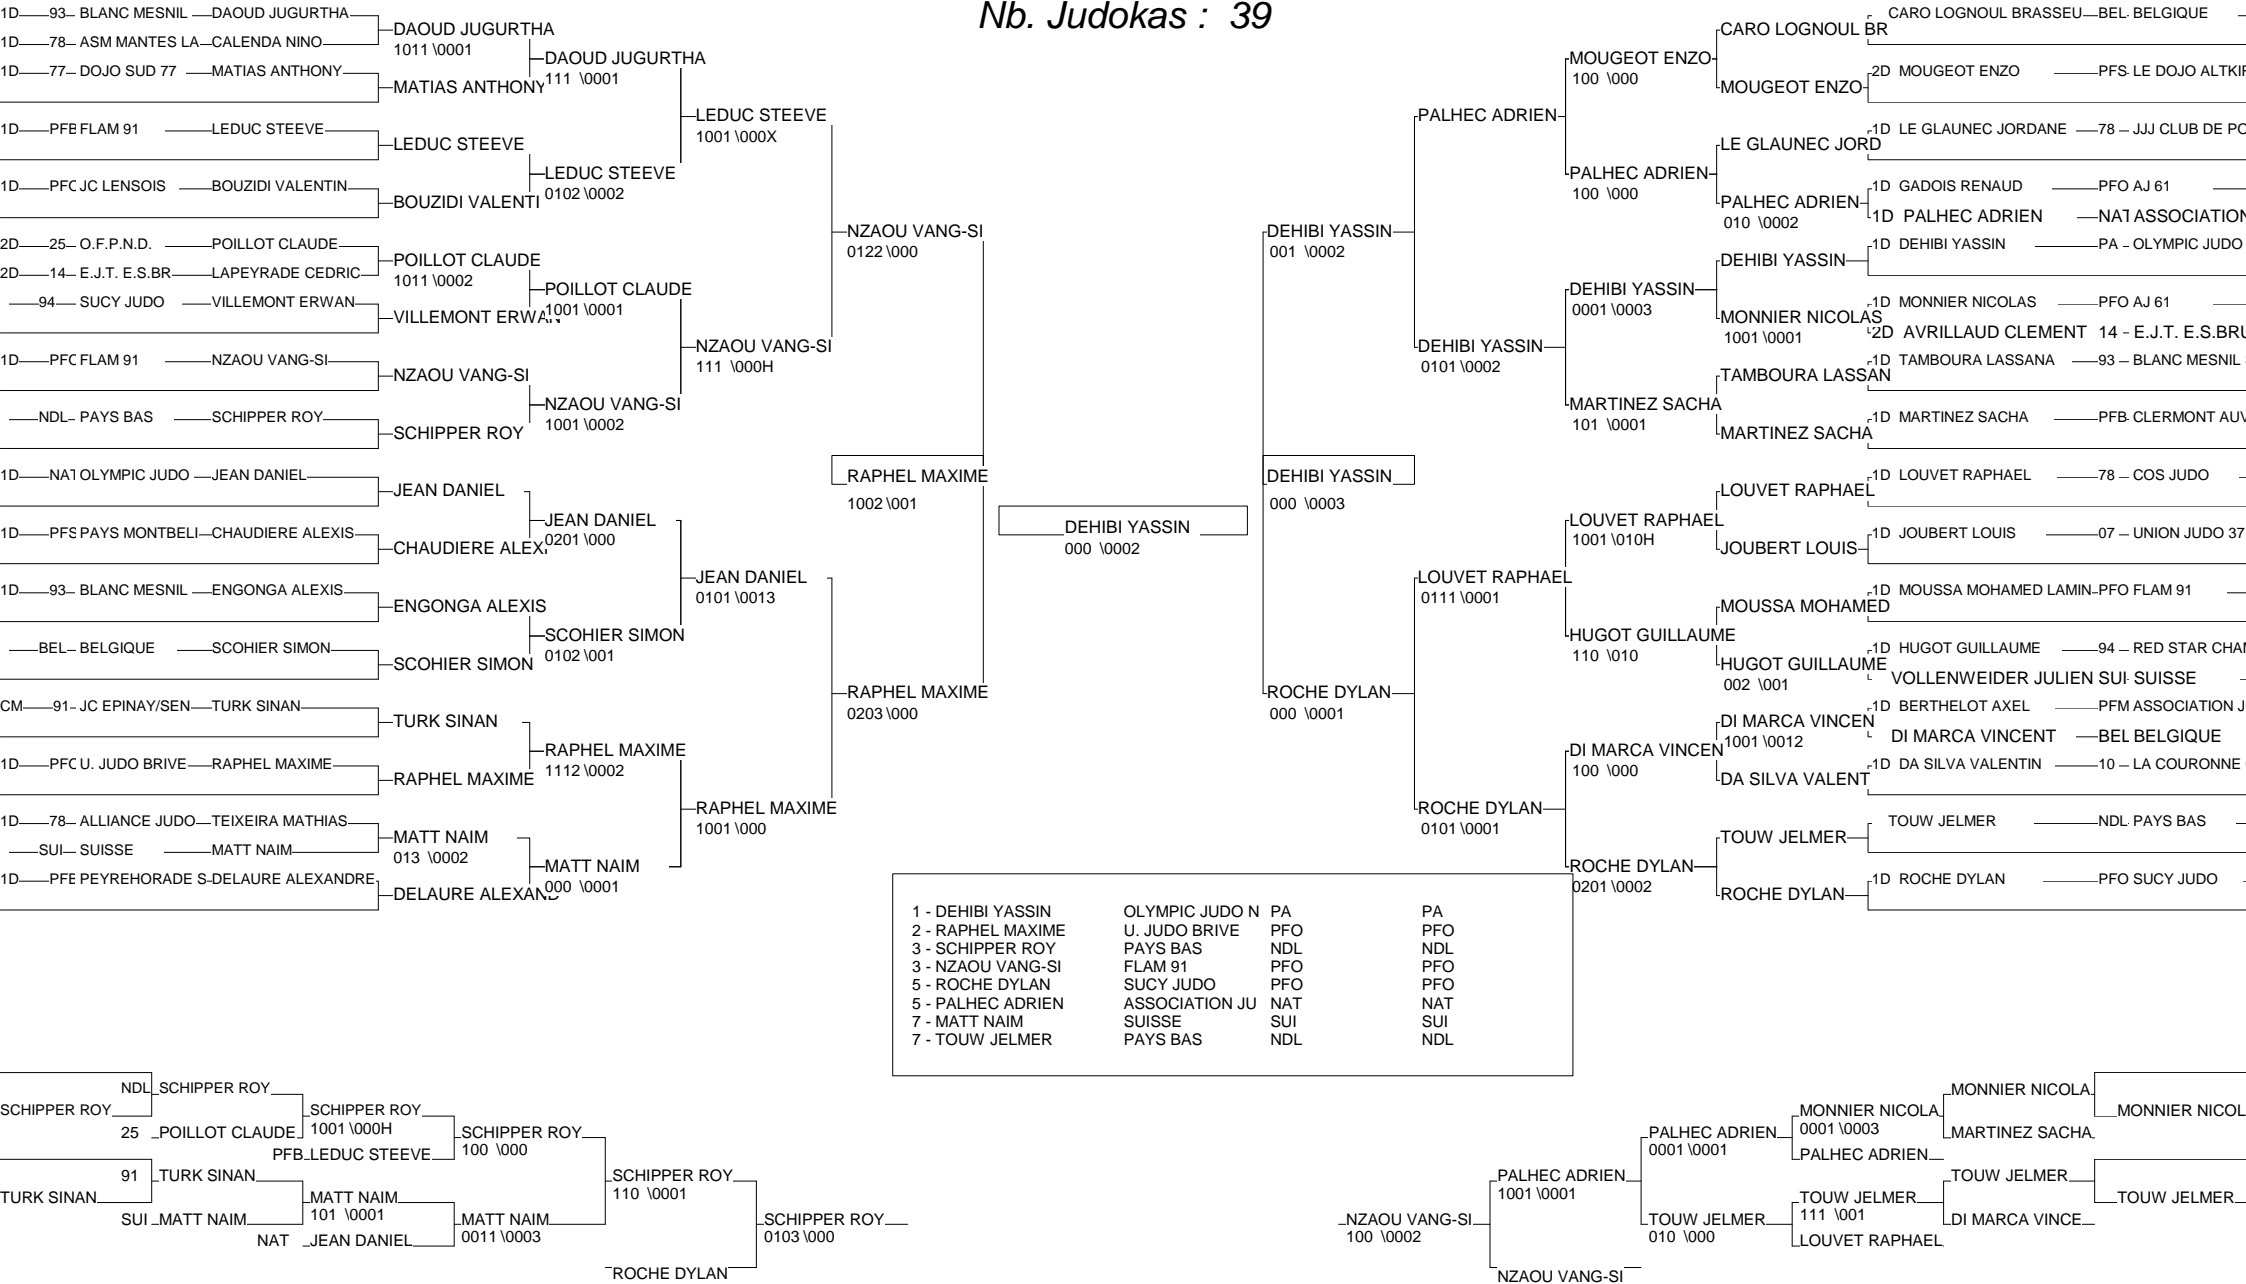 Nb. Judokas : 39
1D 93 BLANC MESNIL DAOUD JUGURTHA
1D 78 ASM MANTES LA CALENDA NINO
1D 77 DOJO SUD 77 MATIAS ANTHONY
1D PFB FLAM 91 LEDUC STEEVE
1D PFC JC LENSOIS BOUZIDI VALENTIN
2D 25 O.F.P.N.D. POILLOT CLAUDE
2D 14 E.J.T. E.S.BR LAPEYRADE CEDRIC
94 SUCY JUDO VILLEMONT ERWAN
1D PFC FLAM 91 NZAOU VANG-SI
NDL PAYS BAS SCHIPPER ROY
1D NAT OLYMPIC JUDO JEAN DANIEL
1D PFS PAYS MONTBELI CHAUDIERE ALEXIS
1D 93 BLANC MESNIL ENGONGA ALEXIS
BEL BELGIQUE SCOHIER SIMON
CM 91 JC EPINAY/SEN TURK SINAN
1D PFC U. JUDO BRIVE RAPHEL MAXIME
1D 78 ALLIANCE JUDO TEIXEIRA MATHIAS
SUI SUISSE MATT NAIM
1D PFE PEYREHORADE S DELAURE ALEXANDRE
DAOUD JUGURTHA
1011 \0001
MATIAS ANTHONY
LEDUC STEEVE
BOUZIDI VALENTI
POILLOT CLAUDE
1011 \0002
VILLEMONT ERWAN
NZAOU VANG-SI
SCHIPPER ROY
JEAN DANIEL
CHAUDIERE ALEXI
ENGONGA ALEXIS
SCOHIER SIMON
TURK SINAN
RAPHEL MAXIME
MATT NAIM
013 \0002
DELAURE ALEXAND
DAOUD JUGURTHA
111 \0001
LEDUC STEEVE
0102 \0002
POILLOT CLAUDE
1001 \0001
NZAOU VANG-SI
1001 \0002
JEAN DANIEL
0201 \000
SCOHIER SIMON
0102 \001
RAPHEL MAXIME
1112 \0002
MATT NAIM
000 \0001
LEDUC STEEVE
1001 \000X
NZAOU VANG-SI
111 \000H
JEAN DANIEL
0101 \0013
RAPHEL MAXIME
1001 \000
NZAOU VANG-SI
0122 \000
RAPHEL MAXIME
0203 \000
RAPHEL MAXIME
1002 \001
DEHIBI YASSIN
000 \0002
DEHIBI YASSIN
000 \0003
DEHIBI YASSIN
001 \0002
ROCHE DYLAN
000 \0001
PALHEC ADRIEN
DEHIBI YASSIN
0101 \0002
LOUVET RAPHAEL
0111 \0001
ROCHE DYLAN
0101 \0001
MOUGEOT ENZO
100 \000
PALHEC ADRIEN
100 \000
DEHIBI YASSIN
0001 \0003
MARTINEZ SACHA
101 \0001
LOUVET RAPHAEL
1001 \010H
HUGOT GUILLAUME
110 \010
DI MARCA VINCEN
100 \000
ROCHE DYLAN
0201 \0002
CARO LOGNOUL BR
MOUGEOT ENZO
LE GLAUNEC JORD
PALHEC ADRIEN
010 \0002
DEHIBI YASSIN
MONNIER NICOLAS
1001 \0001
TAMBOURA LASSAN
MARTINEZ SACHA
LOUVET RAPHAEL
JOUBERT LOUIS
MOUSSA MOHAMED
HUGOT GUILLAUME
002 \001
DI MARCA VINCEN
1001 \0012
DA SILVA VALENT
TOUW JELMER
ROCHE DYLAN
CARO LOGNOUL BRASSEU BEL BELGIQUE
2D MOUGEOT ENZO PFS LE DOJO ALTKIR
1D LE GLAUNEC JORDANE 78 JJJ CLUB DE PO
1D GADOIS RENAUD PFO AJ 61
1D PALHEC ADRIEN NAT ASSOCIATION
1D DEHIBI YASSIN PA OLYMPIC JUDO
1D MONNIER NICOLAS PFO AJ 61
2D AVRILLAUD CLEMENT 14 E.J.T. E.S.BRU
1D TAMBOURA LASSANA 93 BLANC MESNIL
1D MARTINEZ SACHA PFB CLERMONT AUV
1D LOUVET RAPHAEL 78 COS JUDO
1D JOUBERT LOUIS 07 UNION JUDO 37
1D MOUSSA MOHAMED LAMIN PFO FLAM 91
1D HUGOT GUILLAUME 94 RED STAR CHAM
VOLLENWEIDER JULIEN SUI SUISSE
1D BERTHELOT AXEL PFM ASSOCIATION J
DI MARCA VINCENT BEL BELGIQUE
1D DA SILVA VALENTIN 10 LA COURONNE
TOUW JELMER NDL PAYS BAS
1D ROCHE DYLAN PFO SUCY JUDO
1 - DEHIBI YASSIN OLYMPIC JUDO N PA PA
2 - RAPHEL MAXIME U. JUDO BRIVE PFO PFO
3 - SCHIPPER ROY PAYS BAS NDL NDL
3 - NZAOU VANG-SI FLAM 91 PFO PFO
5 - ROCHE DYLAN SUCY JUDO PFO PFO
5 - PALHEC ADRIEN ASSOCIATION JU NAT NAT
7 - MATT NAIM SUISSE SUI SUI
7 - TOUW JELMER PAYS BAS NDL NDL
SCHIPPER ROY
TURK SINAN
NDL SCHIPPER ROY
25 POILLOT CLAUDE
91 TURK SINAN
SUI MATT NAIM
SCHIPPER ROY
1001 \000H
PFB LEDUC STEEVE
MATT NAIM
101 \0001
NAT JEAN DANIEL
SCHIPPER ROY
100 \000
MATT NAIM
0011 \0003
SCHIPPER ROY
110 \0001
ROCHE DYLAN
SCHIPPER ROY
0103 \000
NZAOU VANG-SI
100 \0002
PALHEC ADRIEN
1001 \0001
NZAOU VANG-SI
PALHEC ADRIEN
0001 \0001
TOUW JELMER
010 \000
MONNIER NICOLA
0001 \0003
PALHEC ADRIEN
TOUW JELMER
111 \001
LOUVET RAPHAEL
MONNIER NICOLA
MARTINEZ SACHA
TOUW JELMER
DI MARCA VINCE
MONNIER NICOL
TOUW JELMER